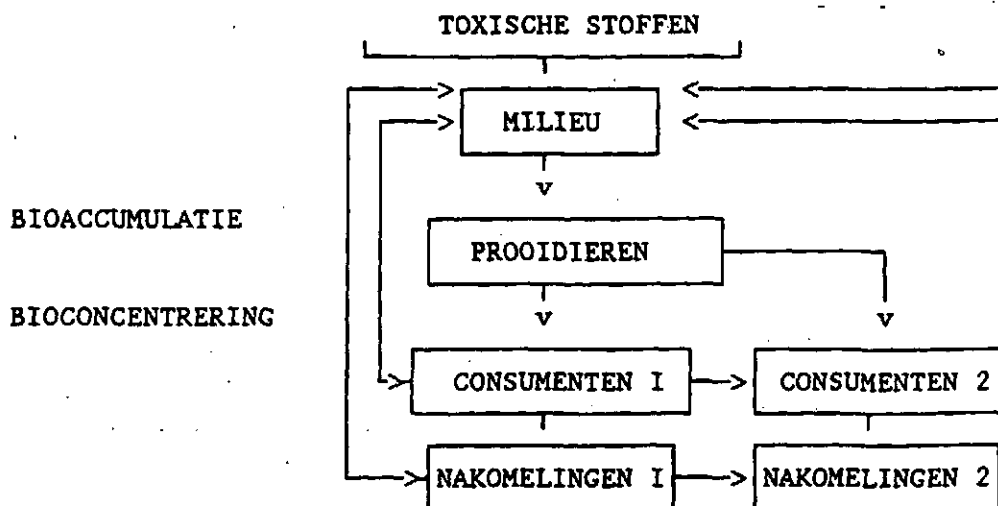 TOXISCHE STOFFEN
MILIEU
BIOACCUMULATIE
PROOIDIEREN
BIOCONCENTRERING
CONSUMENTEN I
CONSUMENTEN 2
NAKOMELINGEN I
NAKOMELINGEN 2